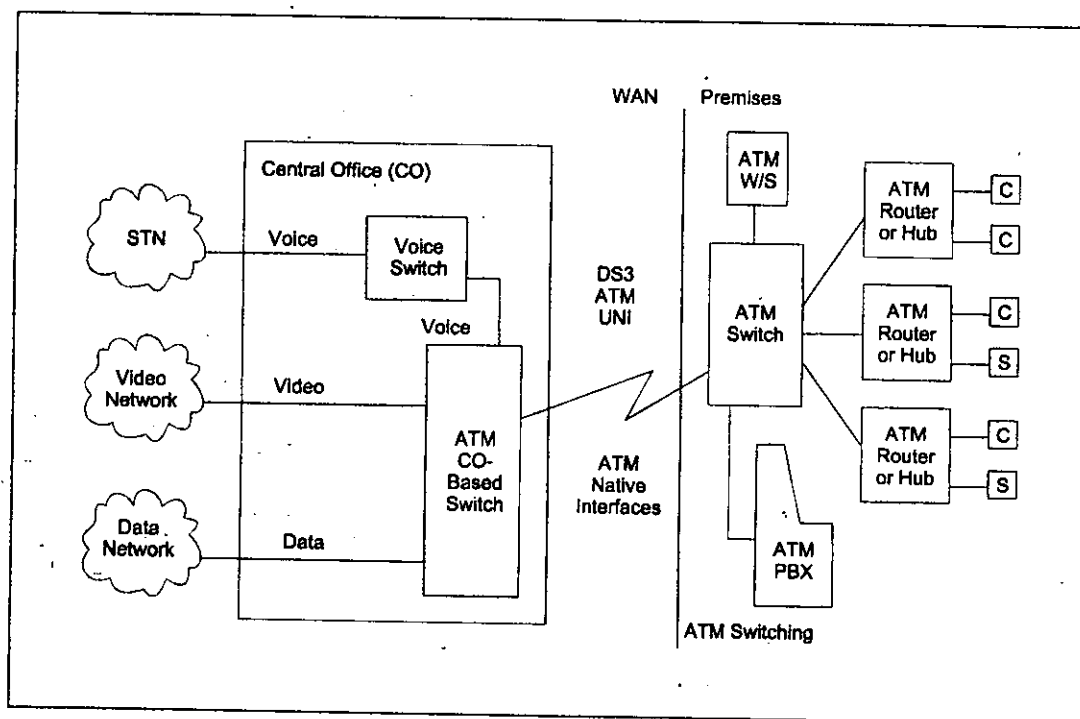 WAN
Premises
Central Office (CO)
ATM
W/S
ATM
Router
or Hub
C
C
STN
Voice
Voice
Switch
DS3
ATM
UNI
ATM
Switch
ATM
Router
or Hub
C
S
Voice
Video
Network
Video
ATM
CO-
Based
Switch
ATM
Router
or Hub
C
S
ATM
Native
Interfaces
Data
Network
Data
ATM
PBX
ATM Switching